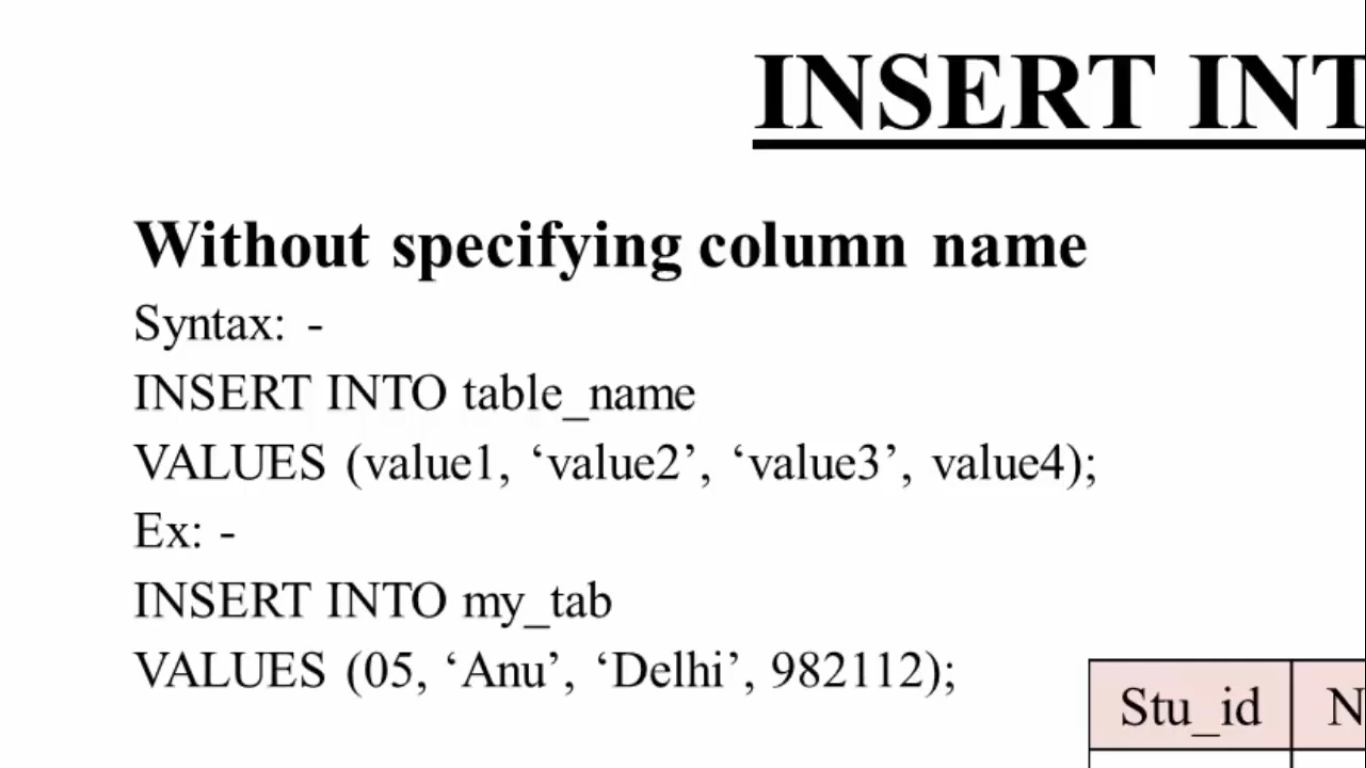 INSERT INT
Without specifying column name
Syntax: -
INSERT INTO table_name
VALUES (value1, ‘value2’, ‘value3’, value4);
Ex: -
INSERT INTO my_tab
VALUES (05, ‘Anu’, ‘Delhi’, 982112);
Stu_id N